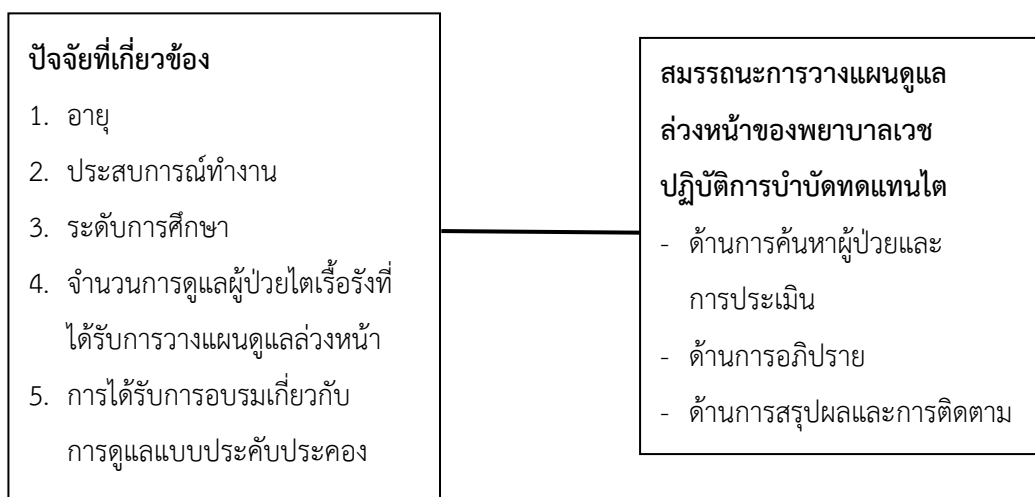 ปัจจัยที่เกี่ยวข้อง
1. อายุ
2. ประสบการณ์ทำงาน
3. ระดับการศึกษา
4. จำนวนการดูแลผู้ป่วยไตเรื้อรังที่
ได้รับการวางแผนดูแลล่วงหน้า
5. การได้รับการอบรมเกี่ยวกับ
การดูแลแบบประคับประคอง
สมรรถนะการวางแผนดูแล
ล่วงหน้าของพยาบาลเวช
ปฏิบัติการบำบัดทดแทนไต
- ด้านการค้นหาผู้ป่วยและ
การประเมิน
- ด้านการอภิปราย
- ด้านการสรุปผลและการติดตาม